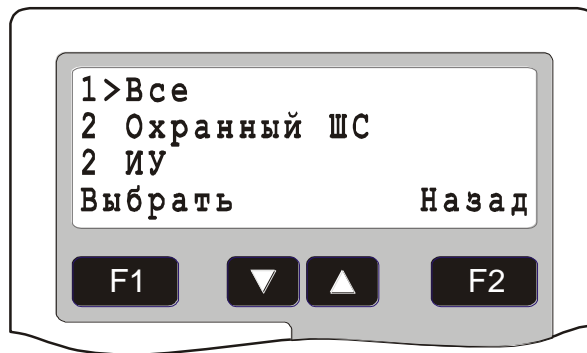 1>Все
2 Охранный ШС
2 ИУ
Выбрать Назад
F1 ▼ ▲ F2